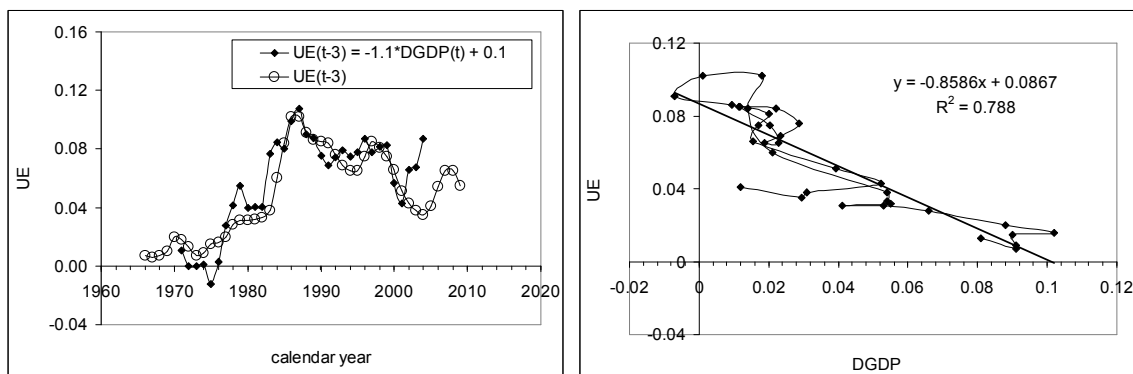 0.16
0.12
0.08
0.04
0.00
-0.04
1960 1970 1980 1990 2000 2010 2020
UE
calendar year
UE(t-3) = -1.1*DGDP(t) + 0.1
UE(t-3)
0.12
0.08
0.04
0
-0.04
-0.02 0 0.02 0.04 0.06 0.08 0.1 0.12
UE
DGDP
y = -0.8586x + 0.0867
R² = 0.788